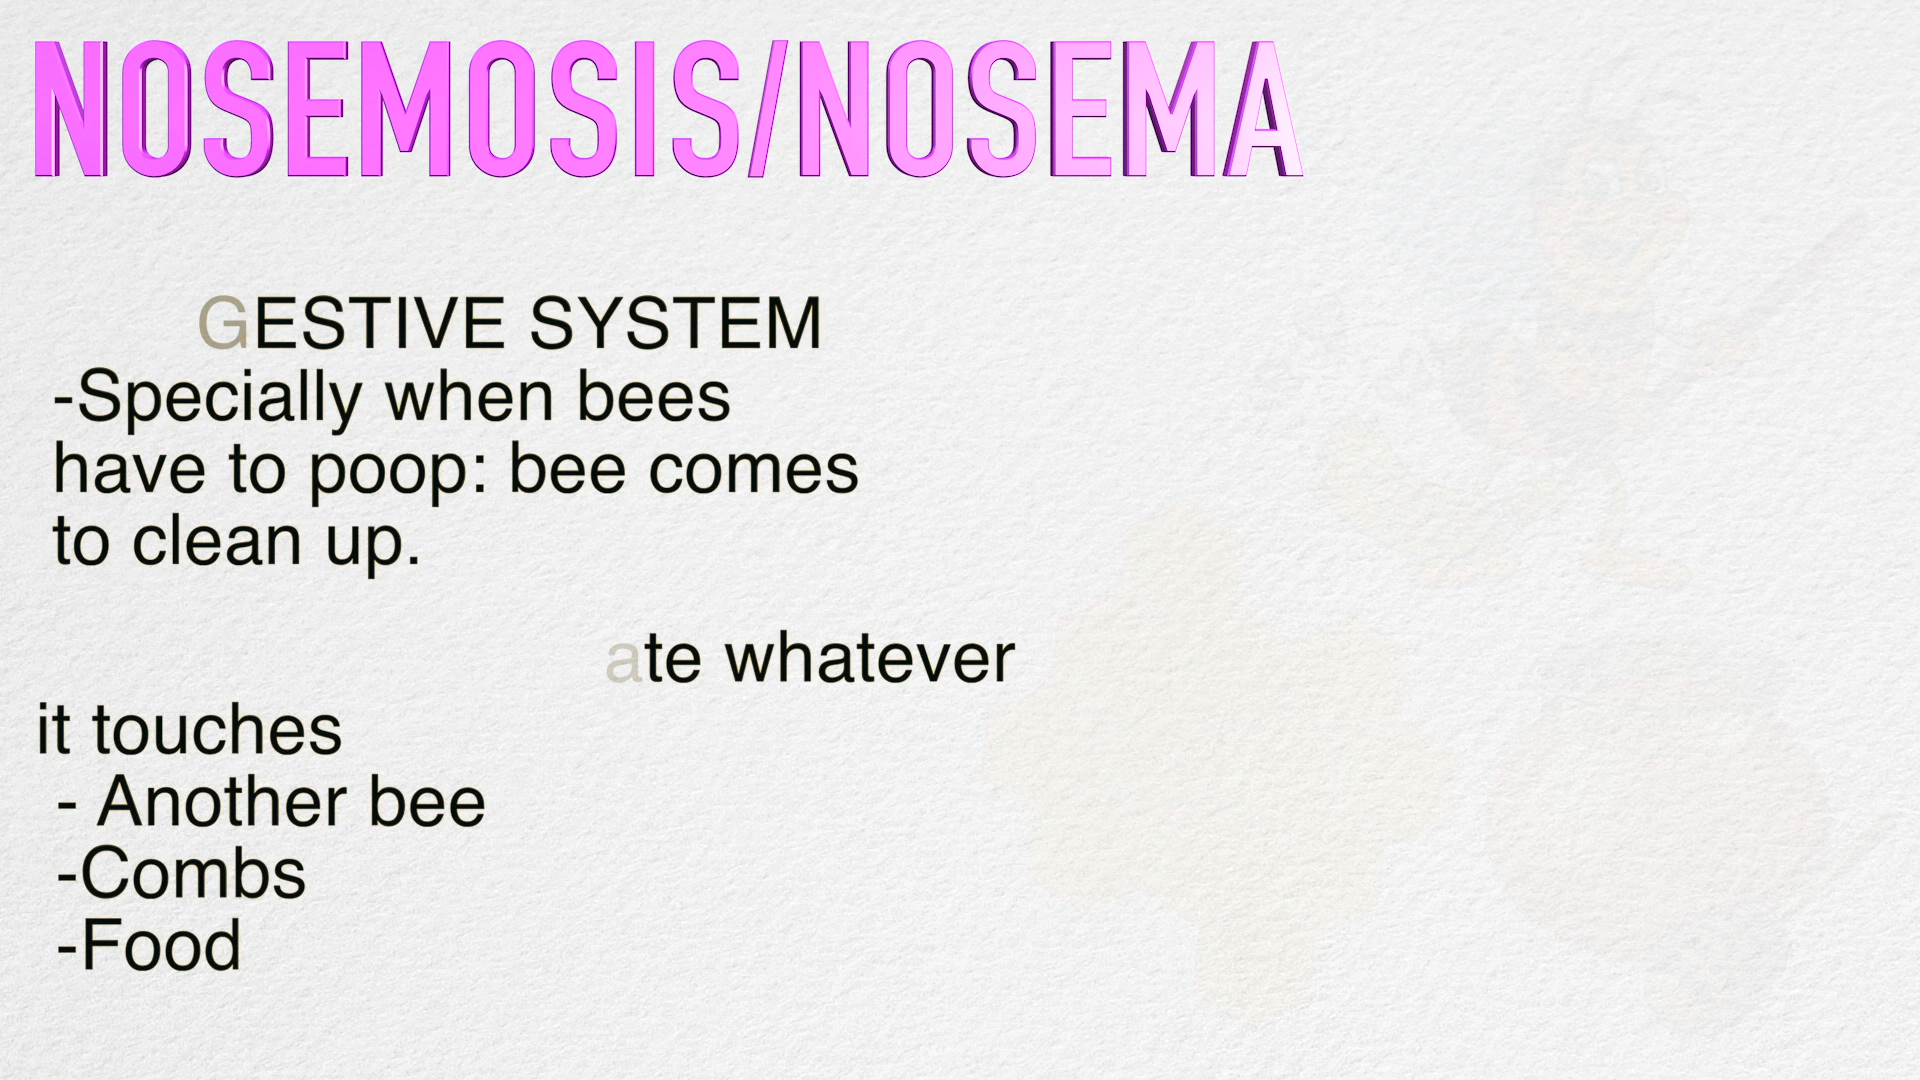 NOSEMOSIS/NOSEMA
GESTIVE SYSTEM
-Specially when bees
have to poop: bee comes
to clean up.
ate whatever
it touches
- Another bee
-Combs
-Food